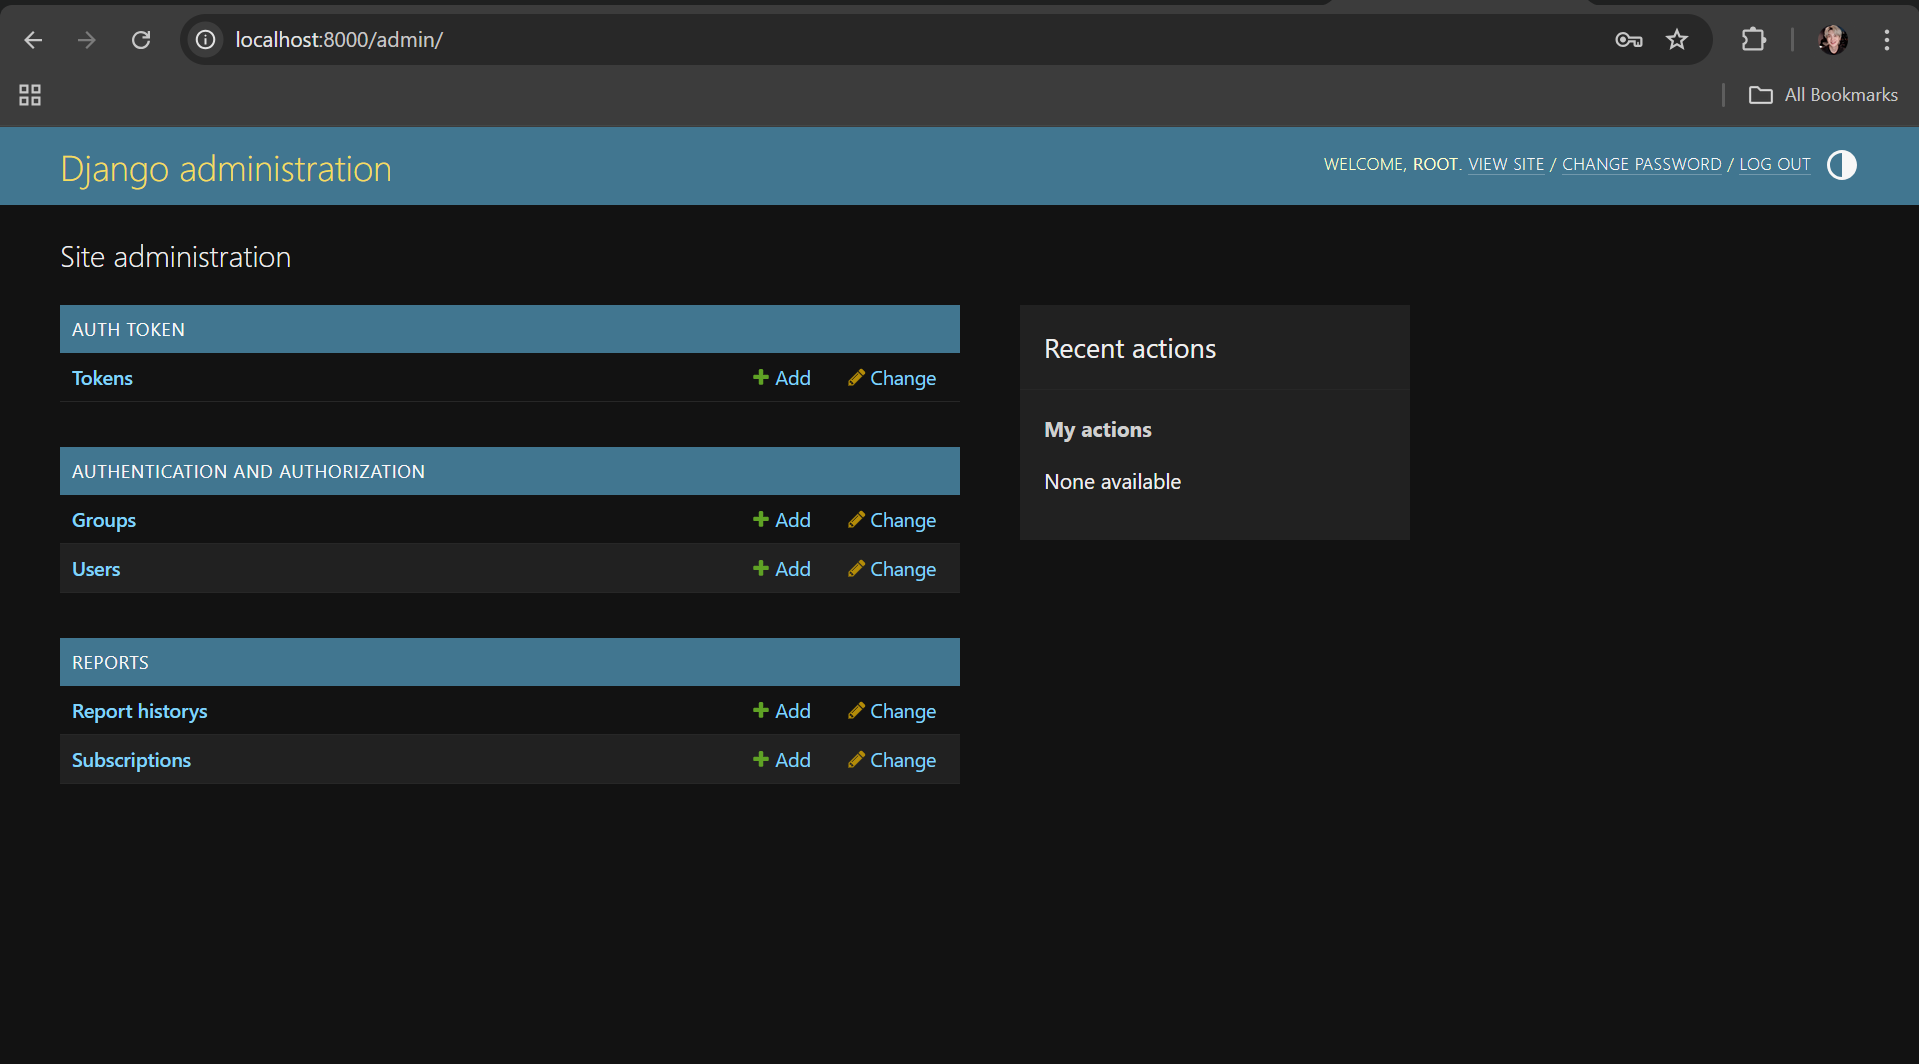 localhost:8000/admin/
All Bookmarks
Django administration
WELCOME, ROOT. VIEW SITE / CHANGE PASSWORD / LOG OUT
Site administration
AUTH TOKEN
Tokens Add Change
AUTHENTICATION AND AUTHORIZATION
Groups Add Change
Users Add Change
REPORTS
Report historys Add Change
Subscriptions Add Change
Recent actions
My actions
None available